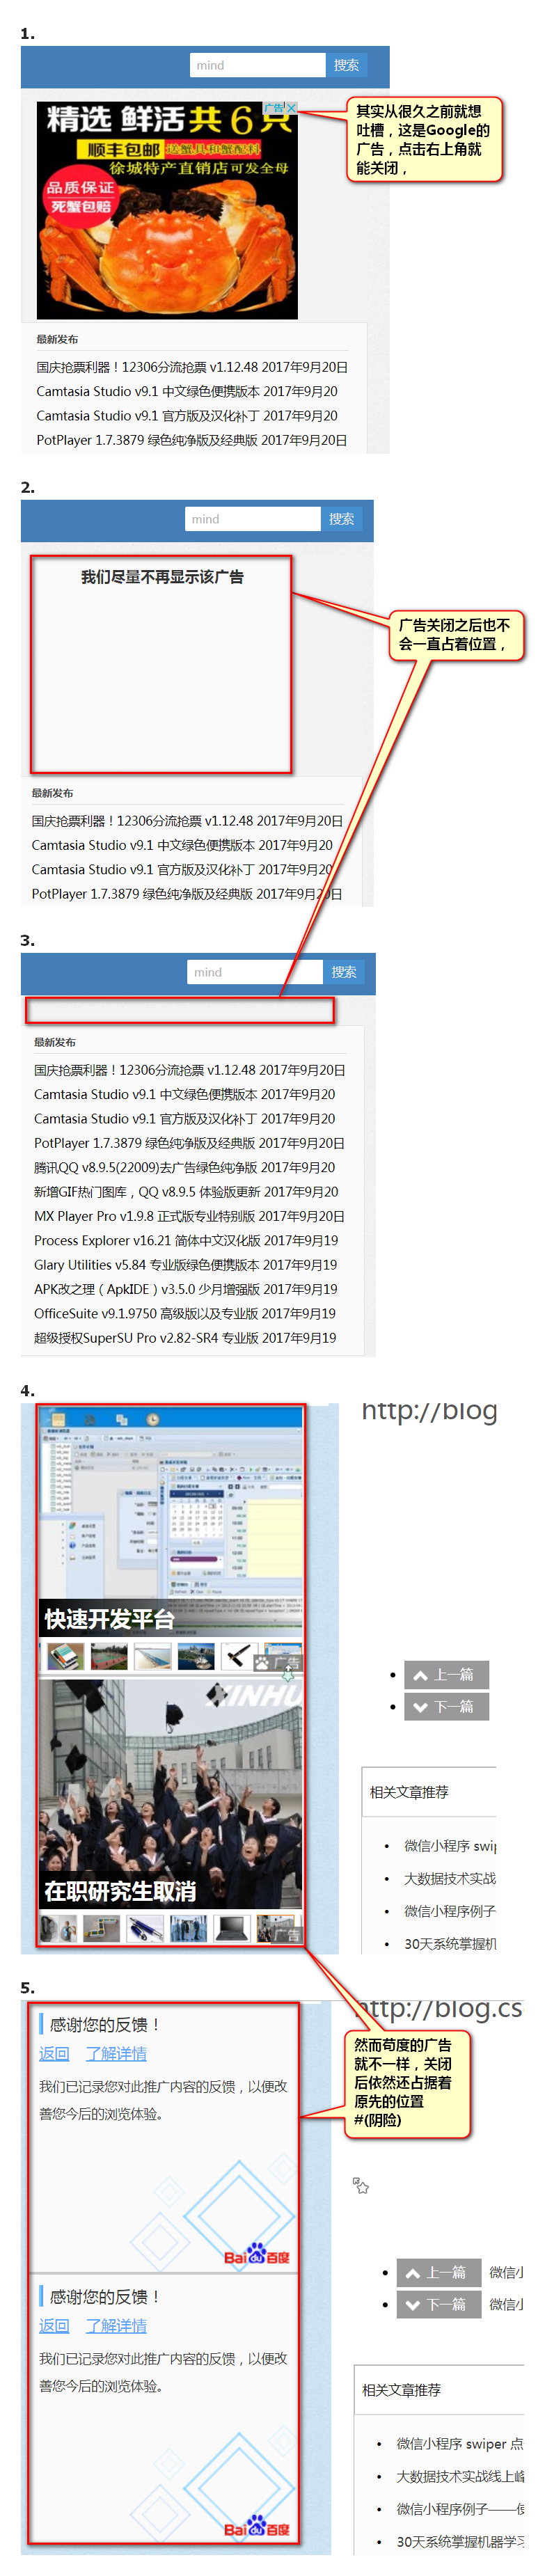 1.
mind
搜索
广告
精选 鲜活共6只
顺丰包邮
送蟹具和蟹配料
徐城特产直销店可发全母
品质保证
死蟹包赔
其实从很久之前就想
吐槽，这是Google的
广告，点击右上角就
能关闭，
最新发布
国庆抢票利器！12306分流抢票 v1.12.48 2017年9月20日
Camtasia Studio v9.1 中文绿色便携版本 2017年9月20
Camtasia Studio v9.1 官方版及汉化补丁 2017年9月20
PotPlayer 1.7.3879 绿色纯净版及经典版 2017年9月20日
2.
mind
搜索
我们尽量不再显示该广告
广告关闭之后也不
会一直占着位置，
最新发布
国庆抢票利器！12306分流抢票 v1.12.48 2017年9月20日
Camtasia Studio v9.1 中文绿色便携版本 2017年9月20
Camtasia Studio v9.1 官方版及汉化补丁 2017年9月20
PotPlayer 1.7.3879 绿色纯净版及经典版 2017年9月20日
3.
mind
搜索
最新发布
国庆抢票利器！12306分流抢票 v1.12.48 2017年9月20日
Camtasia Studio v9.1 中文绿色便携版本 2017年9月20
Camtasia Studio v9.1 官方版及汉化补丁 2017年9月20
PotPlayer 1.7.3879 绿色纯净版及经典版 2017年9月20日
腾讯QQ v8.9.5(22009)去广告绿色纯净版 2017年9月20
新增GIF热门图库，QQ v8.9.5 体验版更新 2017年9月20
MX Player Pro v1.9.8 正式版专业特别版 2017年9月20日
Process Explorer v16.21 简体中文汉化版 2017年9月19
Glary Utilities v5.84 专业版绿色便携版本 2017年9月19
APK改之理（ApkIDE）v3.5.0 少月增强版 2017年9月19
OfficeSuite v9.1.9750 高级版以及专业版 2017年9月19
超级授权SuperSU Pro v2.82-SR4 专业版 2017年9月19
4.
http://blog
快速开发平台
广告
上一篇
下一篇
XINHU
相关文章推荐
微信小程序 swip
大数据技术实战
微信小程序例子
30天系统掌握机
在职研究生取消
广告
5.
http://blog.cs
感谢您的反馈！
返回 了解详情
我们已记录您对此推广内容的反馈，以便改
善您今后的浏览体验。
然而苟度的广告
就不一样，关闭
后依然还占据着
原先的位置
#(阴险)
Bai du 百度
上一篇 微信小
下一篇 微信小
感谢您的反馈！
返回 了解详情
我们已记录您对此推广内容的反馈，以便改
善您今后的浏览体验。
相关文章推荐
微信小程序 swiper 点
大数据技术实战线上峰
微信小程序例子——使
30天系统掌握机器学习
Bai du 百度